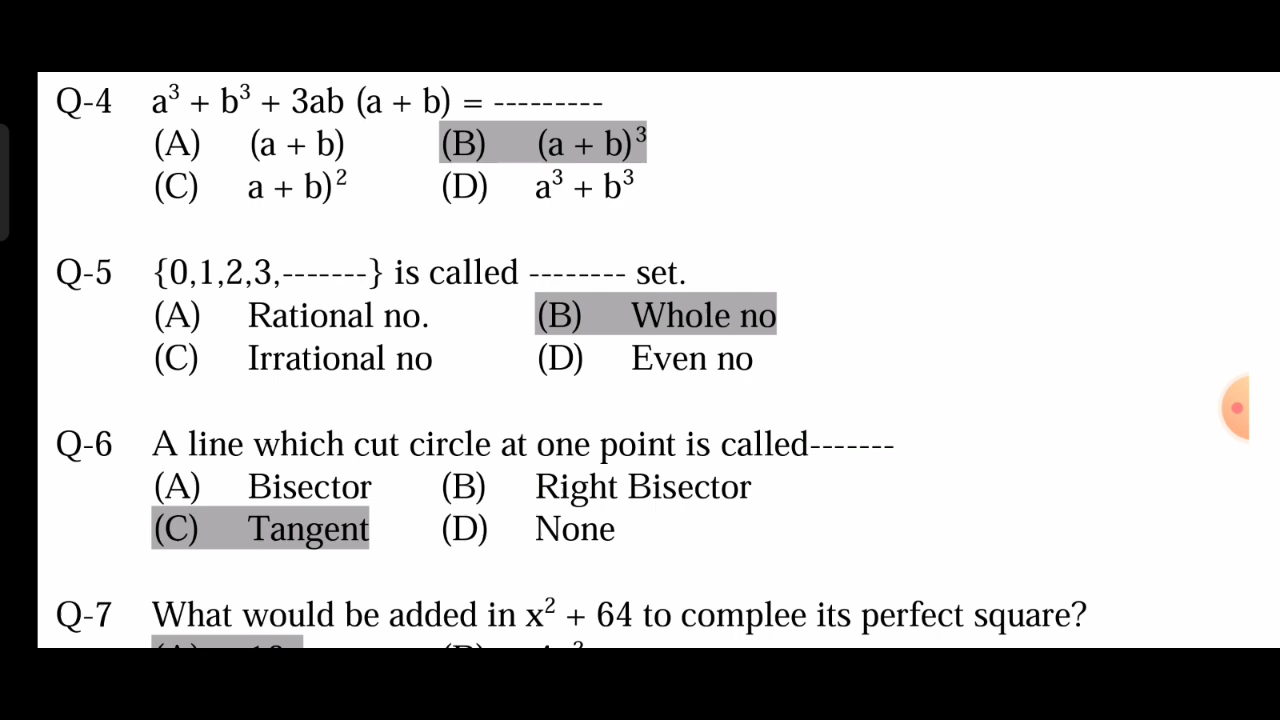 Q-4 a³ + b³ + 3ab (a + b) = ---------
(A) (a + b) (B) (a + b)³
(C) a + b)² (D) a³ + b³
Q-5 {0,1,2,3,-------} is called -------- set.
(A) Rational no. (B) Whole no
(C) Irrational no (D) Even no
Q-6 A line which cut circle at one point is called-------
(A) Bisector (B) Right Bisector
(C) Tangent (D) None
Q-7 What would be added in x² + 64 to complee its perfect square?